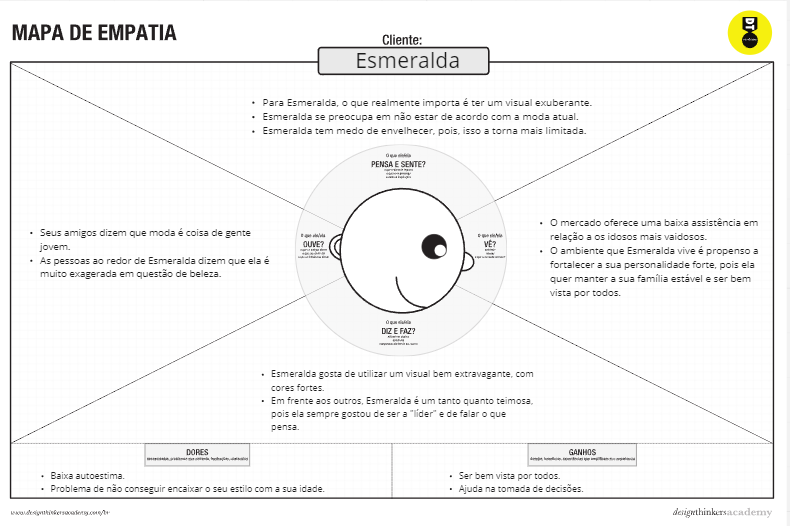 MAPA DE EMPATIA
Cliente:
Esmeralda
DT
• Para Esmeralda, o que realmente importa é ter um visual exuberante.
• Esmeralda se preocupa em não estar de acordo com a moda atual.
• Esmeralda tem medo de envelhecer, pois, isso a torna mais limitada.
O que ele/ela
PENSA E SENTE?
• Seus amigos dizem que moda é coisa de gente
jovem.
• As pessoas ao redor de Esmeralda dizem que ela é
muito exagerada em questão de beleza.
O que ele/ela
OUVE?
O que ele/ela
VÊ?
• O mercado oferece uma baixa assistência em
relação a os idosos mais vaidosos.
• O ambiente que Esmeralda vive é propenso a
fortalecer a sua personalidade forte, pois ela
quer manter a sua família estável e ser bem
vista por todos.
O que ele/ela
DIZ E FAZ?
• Esmeralda gosta de utilizar um visual bem extravagante, com
cores fortes.
• Em frente aos outros, Esmeralda é um tanto quanto teimosa,
pois ela sempre gostou de ser a "líder" e de falar o que
pensa.
DORES
• Baixa autoestima.
• Problema de não conseguir encaixar o seu estilo com a sua idade.
GANHOS
• Ser bem vista por todos.
• Ajuda na tomada de decisões.
www.designthinkersacademy.com/br
designthinkersacademy